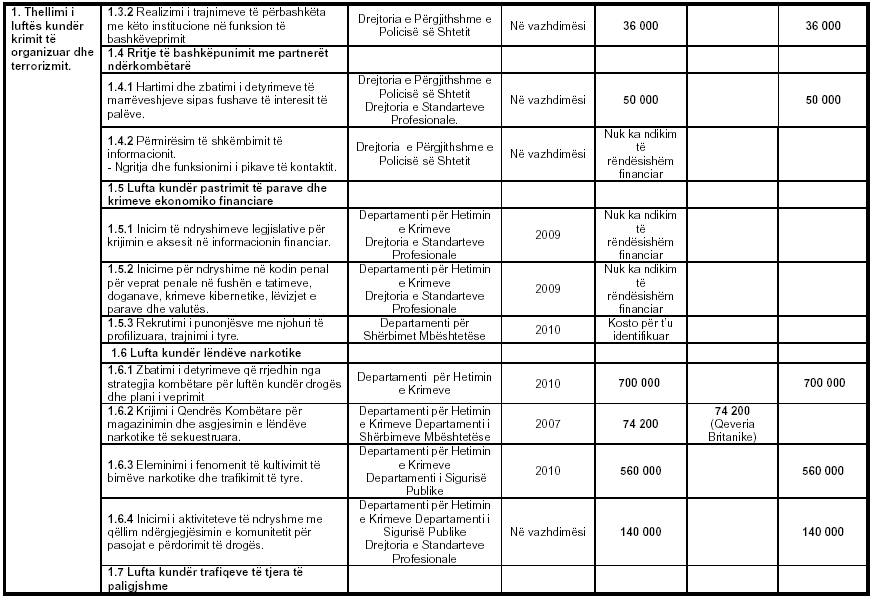 1. Thellimi i
luftës kundër
krimit të
organizuar dhe
terrorizmit.
1.3.2 Realizimi i trajnimeve të përbashkëta
me këto institucione në funksion të
bashkëveprimit
Drejtoria e Përgjithshme e
Policisë së Shtetit
Në vazhdimësi
36 000
36 000
1.4 Rritje të bashkëpunimit me partnerët
ndërkombëtarë
1.4.1 Hartimi dhe zbatimi i detyrimeve të
marrëveshjeve sipas fushave të interesit të
palëve.
Drejtoria e Përgjithshme e
Policisë së Shtetit
Drejtoria e Standarteve
Profesionale.
Në vazhdimësi
50 000
50 000
1.4.2 Përmirësim të shkëmbimit të
informacionit.
- Ngritja dhe funksionimi i pikave të kontaktit.
Drejtoria e Përgjithshme e
Policisë së Shtetit
Në vazhdimësi
Nuk ka ndikim
të
rëndësishëm
financiar
1.5 Lufta kundër pastrimit të parave dhe
krimeve ekonomiko financiare
1.5.1 Inicim të ndryshimeve legjislative për
krijimin e aksesit në informacionin financiar.
Departamenti për Hetimin
e Krimeve
Drejtoria e Standarteve
Profesionale
2009
Nuk ka ndikim
të
rëndësishëm
financiar
1.5.2 Inicime për ndryshime në kodin penal
për veprat penale në fushën e tatimeve,
doganave, krimeve kibernetike, lëvizjet e
parave dhe valutës.
Departamenti për Hetimin
e Krimeve
Drejtoria e Standarteve
Profesionale
2009
Nuk ka ndikim
të
rëndësishëm
financiar
1.5.3 Rekrutimi i punonjësve me njohuri të
profilizuara, trajnimi i tyre.
Departamenti për
Shërbimet Mbështetëse
2010
Kosto për t'u
identifikuar
1.6 Lufta kundër lëndëve narkotike
1.6.1 Zbatimi i detyrimeve që rrjedhin nga
strategjia kombëtare për luftën kundër drogës
dhe plani i veprimit
Departamenti për Hetimin
e Krimeve
2010
700 000
700 000
1.6.2 Krijimi i Qendrës Kombëtare për
magazinimin dhe asgjesimin e lëndëve
narkotike të sekuestruara.
Departamenti për Hetimin
e Krimeve Departamenti i
Shërbimeve Mbështetëse
2007
74 200
74 200
(Qeveria
Britanike)
1.6.3 Eleminimi i fenomenit të kultivimit të
bimëve narkotike dhe trafikimit të tyre.
Departamenti për Hetimin
e Krimeve
Departamenti i Sigurisë
Publike
2010
560 000
560 000
1.6.4 Inicimi i aktiviteteve të ndryshme me
qëllim ndërgjegjësimin e komunitetit për
pasojat e përdorimit të drogës.
Departamenti për Hetimin
e Krimeve Departamenti i
Sigurisë Publike
Drejtoria e Standarteve
Profesionale
Në vazhdimësi
140 000
140 000
1.7 Lufta kundër trafiqeve të tjera të
paligjshme